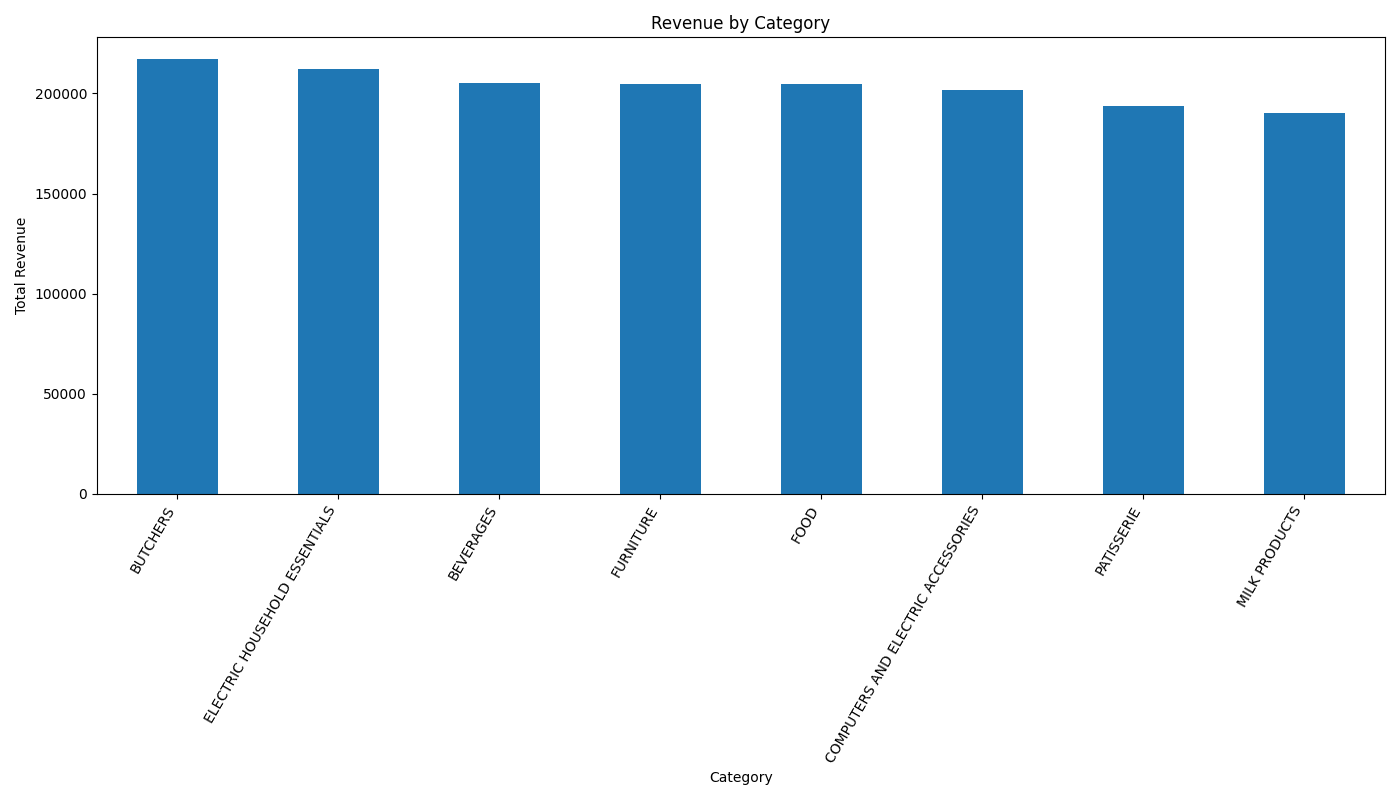 Revenue by Category
Total Revenue
200000
150000
100000
50000
0
BUTCHERS
ELECTRIC HOUSEHOLD ESSENTIALS
BEVERAGES
FURNITURE
FOOD
COMPUTERS AND ELECTRIC ACCESSORIES
PATISSERIE
MILK PRODUCTS
Category